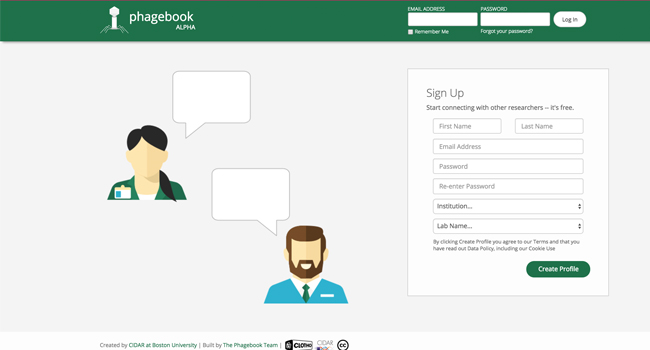 phagebook
ALPHA
EMAIL ADDRESS
PASSWORD
Log In
Remember Me
Forgot your password?
Sign Up
Start connecting with other researchers -- it's free.
First Name
Last Name
Email Address
Password
Re-enter Password
Institution...
Lab Name...
By clicking Create Profile you agree to our Terms and that you
have read out Data Policy, including our Cookie Use
Create Profile
Created by CIDAR at Boston University | Built by The Phagebook Team |
CLOTHO
CIDAR
cc